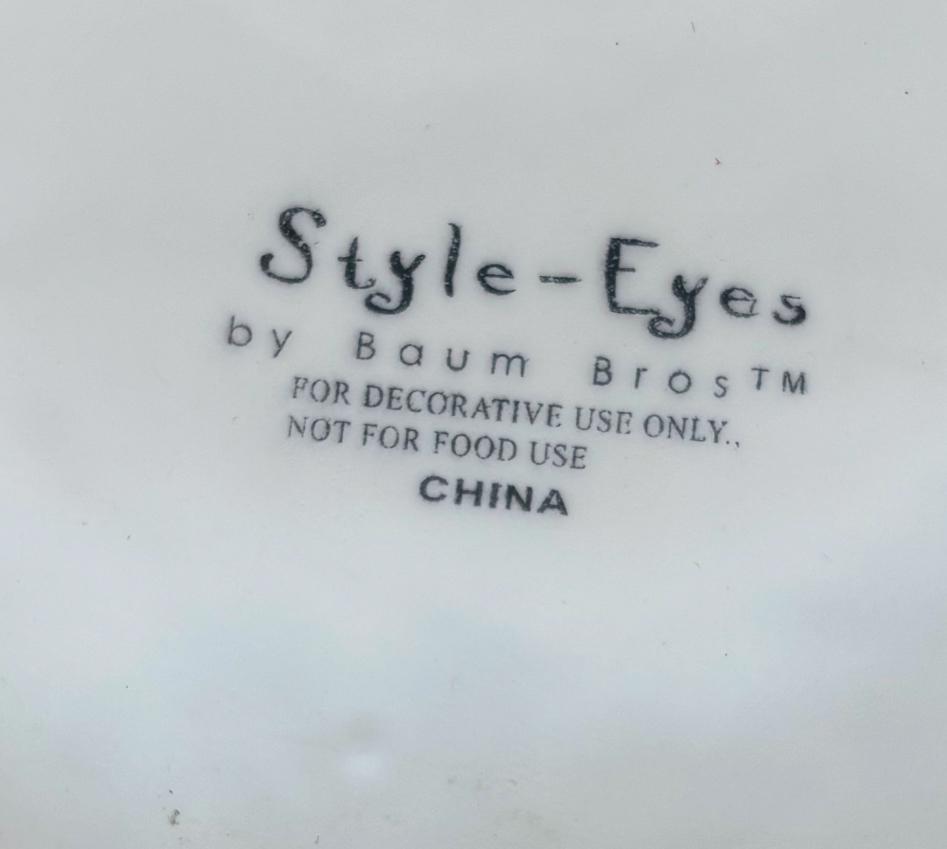 Style-Eyes
by Baum Bros™
FOR DECORATIVE USE ONLY.,
NOT FOR FOOD USE
CHINA